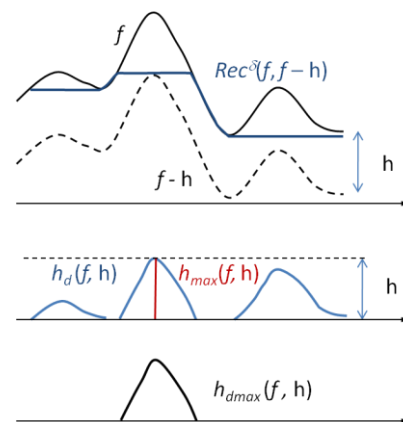 f
Rec^δ(f, f – h)
h
f - h
h_d(f, h)
h_max(f, h)
h
h_dmax(f, h)